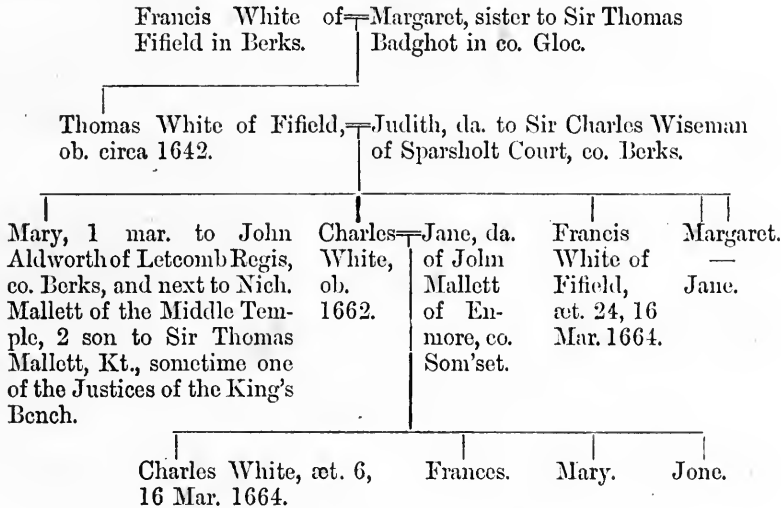 Francis White of Margaret, sister to Sir Thomas
Fifield in Berks. Badghot in co. Gloc.
Thomas White of Fifield, Judith, da. to Sir Charles Wiseman
ob. circa 1642. of Sparsholt Court, co. Berks.
Mary, 1 mar. to John
Aldworth of Letcomb Regis,
co. Berks, and next to Nich.
Mallett of the Middle Tem-
ple, 2 son to Sir Thomas
Mallett, Kt., sometime one
of the Justices of the King's
Bench.
Charles
White,
ob.
1662.
Jane, da.
of John
Mallett
of En-
more, co.
Som'set.
Francis
White of
Fifield,
æt. 24, 16
Mar. 1664.
Margaret.
—
Jane.
Charles White, æt. 6,
16 Mar. 1664.
Frances.
Mary.
Jone.